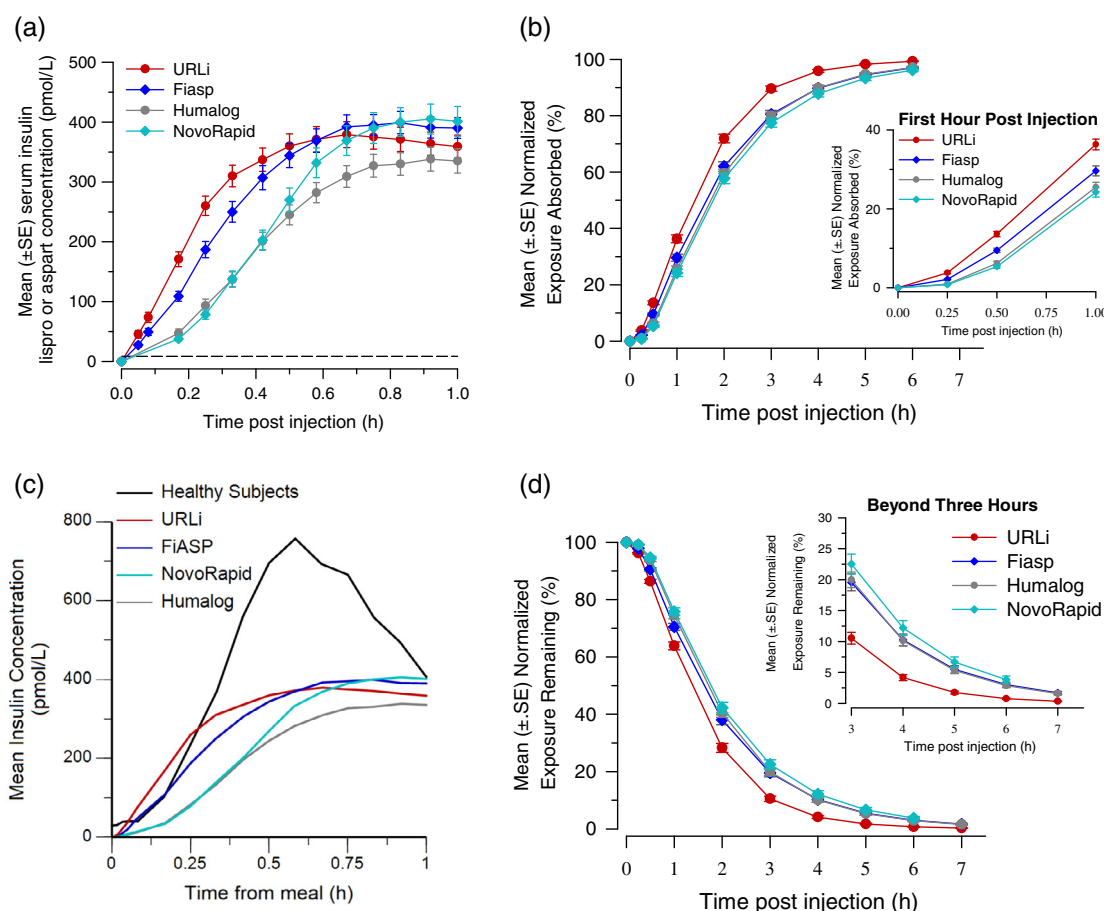 (a)
Mean (±SE) serum insulin
lispro or aspart concentration (pmol/L)
500
400
300
200
100
0
URLi
Fiasp
Humalog
NovoRapid
0.0
0.2
0.4
0.6
0.8
1.0
Time post injection (h)
(b)
Mean (±.SE) Normalized
Exposure Absorbed (%)
100
80
60
40
20
0
0
1
2
3
4
5
6
7
Time post injection (h)
First Hour Post Injection
URLi
Fiasp
Humalog
NovoRapid
Mean (±.SE) Normalized
Exposure Absorbed (%)
40
20
0
0.00
0.25
0.50
0.75
1.00
Time post injection (h)
(c)
Healthy Subjects
URLi
FiASP
NovoRapid
Humalog
Mean Insulin Concentration
(pmol/L)
800
600
400
200
0
0
0.25
0.5
0.75
1
Time from meal (h)
(d)
Mean (±.SE) Normalized
Exposure Remaining (%)
100
80
60
40
20
0
0
1
2
3
4
5
6
7
Time post injection (h)
Beyond Three Hours
URLi
Fiasp
Humalog
NovoRapid
Mean (±.SE) Normalized
Exposure Remaining (%)
30
25
20
15
10
5
0
3
4
5
6
7
Time post injection (h)